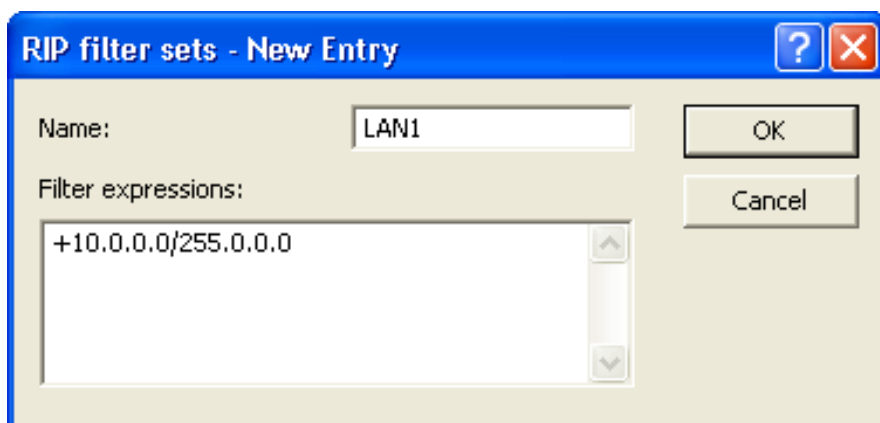 RIP filter sets - New Entry
Name:
LAN1
OK
Filter expressions:
Cancel
+10.0.0.0/255.0.0.0